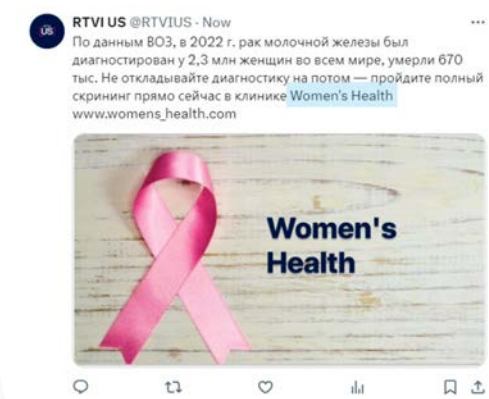 US
RTVI US @RTVIUS · Now
По данным ВОЗ, в 2022 г. рак молочной железы был
диагностирован у 2,3 млн женщин во всем мире, умерли 670
тыс. Не откладывайте диагностику на потом — пройдите полный
скрининг прямо сейчас в клинике Women's Health
www.womens_health.com
Women's
Health